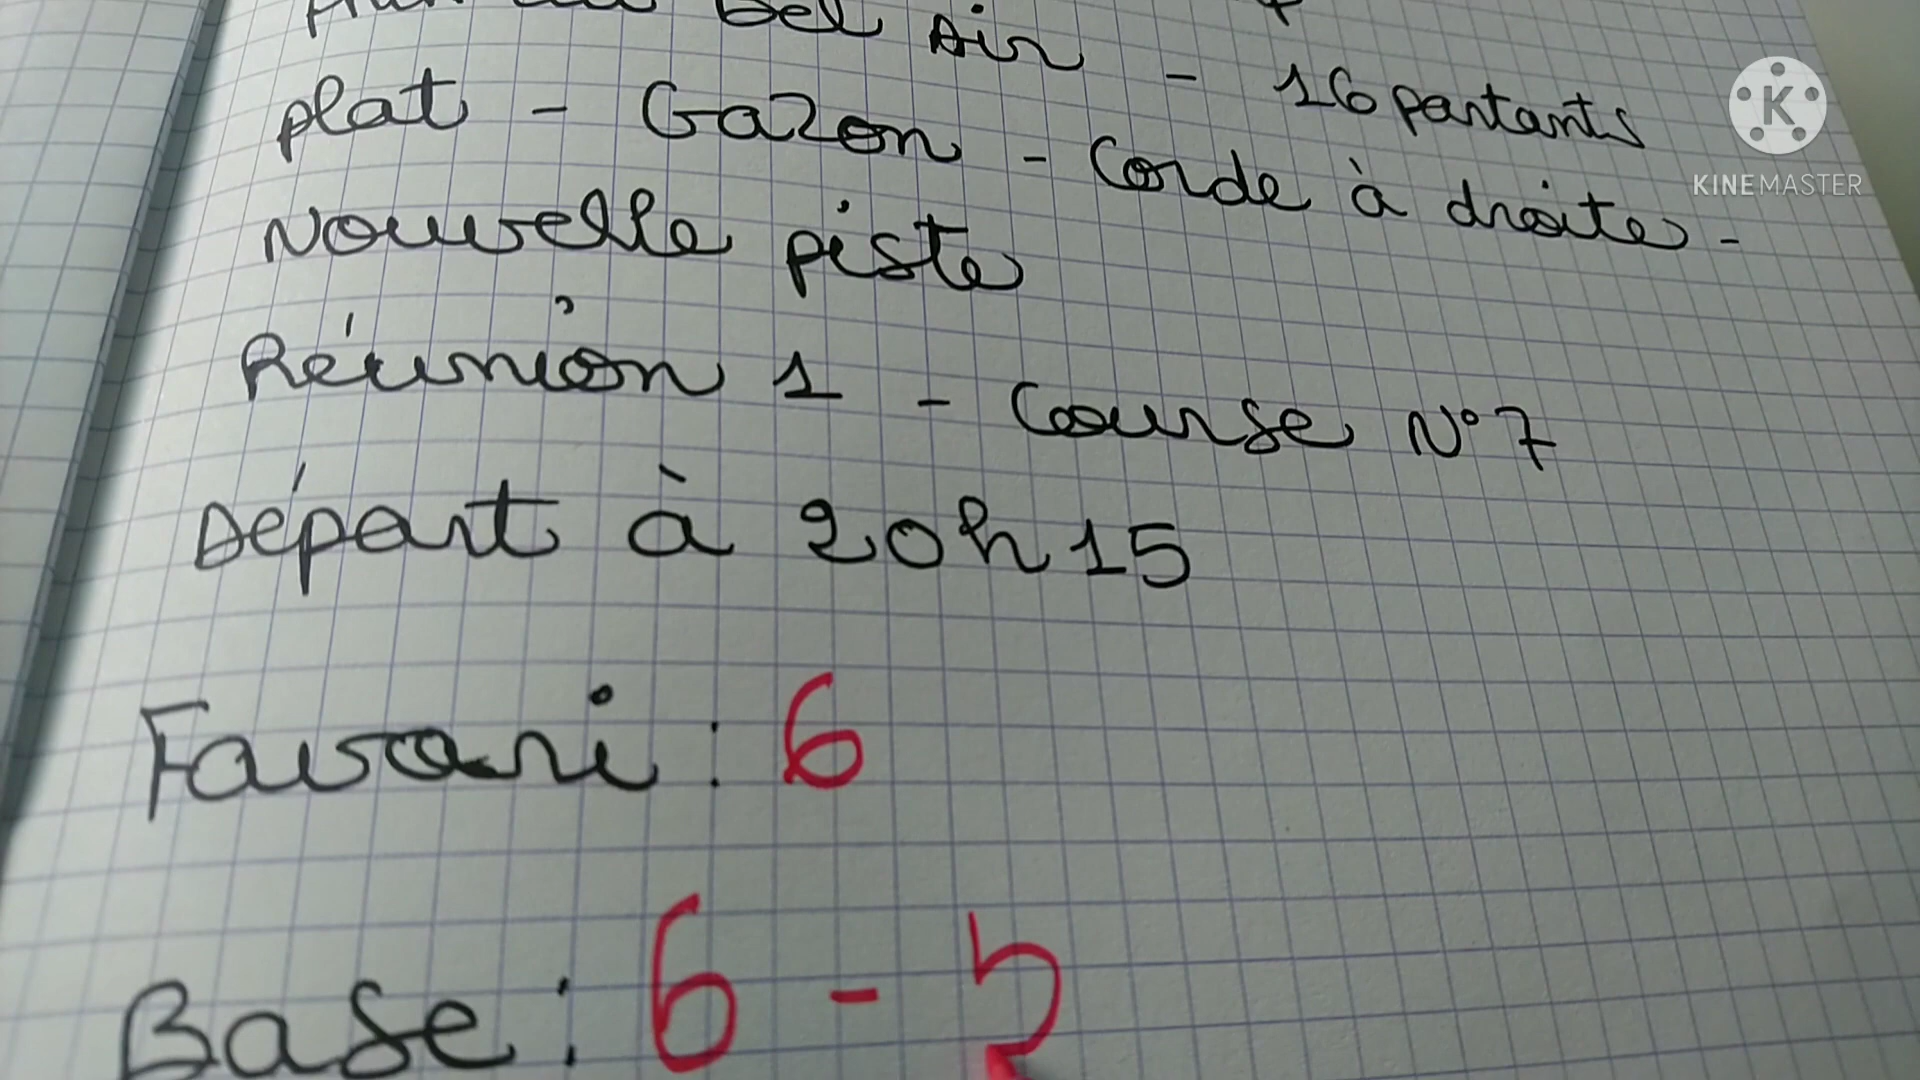 Bel Air - 16 partants
plat - Gazon - Corde à droite -
Nouvelle piste
Réunion 1 - Course N°7
Départ à 20h15
Favori : 6
Base : 6 - 5
K
KINEMASTER